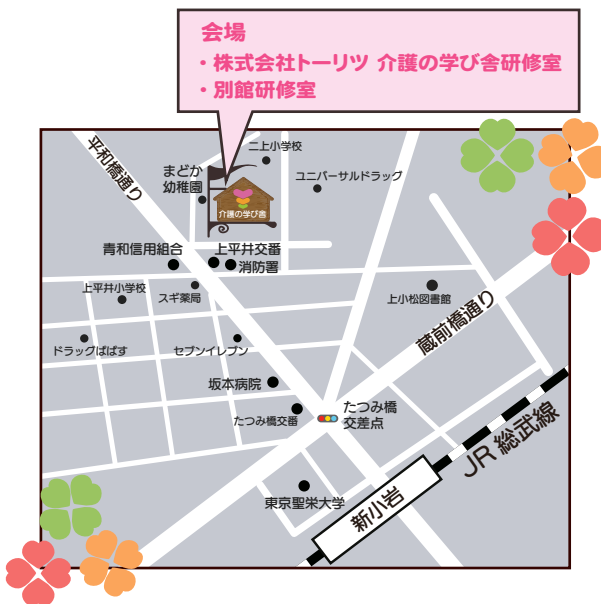 会場
・株式会社トーリツ 介護の学び舎研修室
・別館研修室
平和橋通り
二上小学校
まどか
幼稚園
ユニバーサルドラッグ
介護の学び舎
青和信用組合
上平井交番
消防署
上平井小学校
スギ薬局
上小松図書館
蔵前橋通り
ドラッグぱぱす
セブンイレブン
坂本病院
たつみ橋交番
たつみ橋
交差点
JR 総武線
東京聖栄大学
新小岩